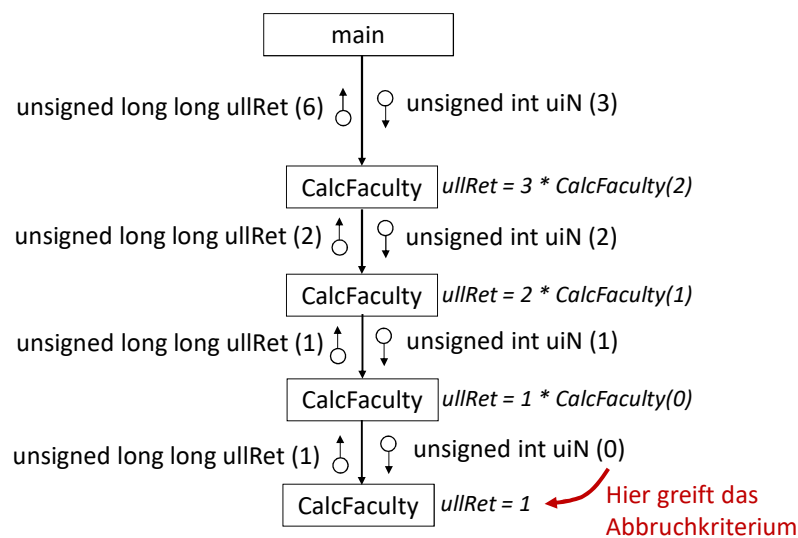 main
unsigned long long ullRet (6)
unsigned int uiN (3)
CalcFaculty
ullRet = 3 * CalcFaculty(2)
unsigned long long ullRet (2)
unsigned int uiN (2)
CalcFaculty
ullRet = 2 * CalcFaculty(1)
unsigned long long ullRet (1)
unsigned int uiN (1)
CalcFaculty
ullRet = 1 * CalcFaculty(0)
unsigned long long ullRet (1)
unsigned int uiN (0)
CalcFaculty
ullRet = 1
Hier greift das
Abbruchkriterium